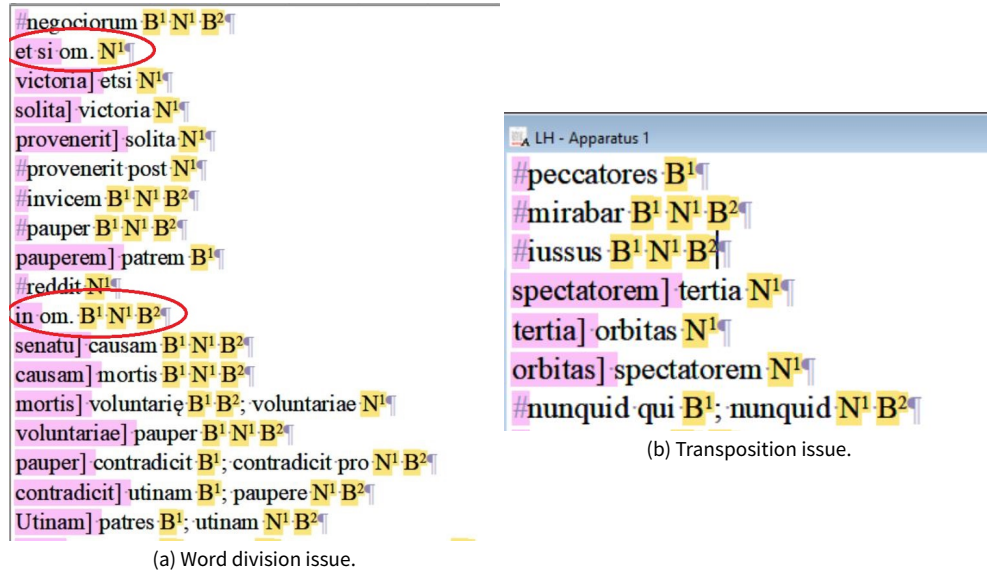 #negociorum B¹ N¹ B²¶
et·si·om. N¹¶
victoria]·etsi·N¹¶
solita]·victoria·N¹¶
provenerit]·solita·N¹¶
#provenerit·post·N¹¶
#invicem·B¹·N¹·B²¶
#pauper·B¹·N¹·B²¶
pauperem]·patrem·B¹¶
#reddit·N¹¶
in·om.·B¹·N¹·B²¶
senatu]·causam·B¹·N¹·B²¶
causam]·mortis·B¹·N¹·B²¶
mortis]·voluntarię·B¹·B²;·voluntariae·N¹¶
voluntariae]·pauper·B¹·N¹·B²¶
pauper]·contradicit·B¹;·contradicit·pro·N¹·B²¶
contradicit]·utinam·B¹;·paupere·N¹·B²¶
Utinam]·patres·B¹;·utinam·N¹·B²¶
(a) Word division issue.
LH - Apparatus 1
#peccatores·B¹¶
#mirabar·B¹·N¹·B²¶
#iussus·B¹·N¹·B²¶
spectatorem]·tertia·N¹¶
tertia]·orbitas·N¹¶
orbitas]·spectatorem·N¹¶
#nunquid·qui·B¹;·nunquid·N¹·B²¶
(b) Transposition issue.